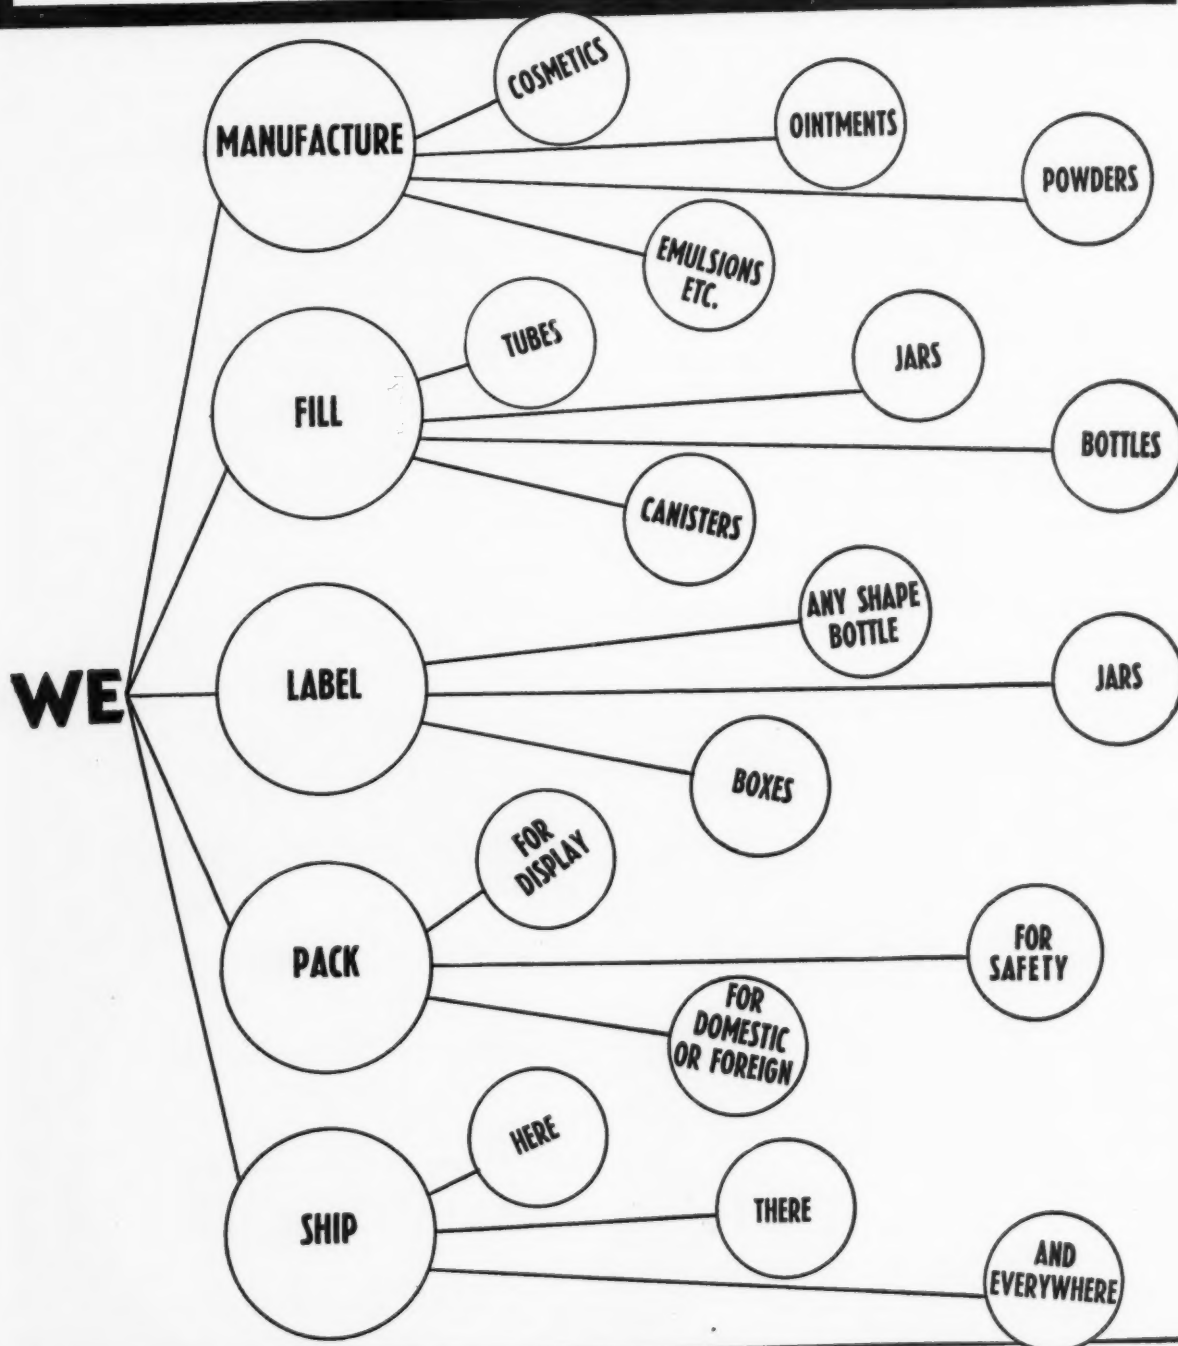 WE
MANUFACTURE
COSMETICS
OINTMENTS
POWDERS
EMULSIONS
ETC.
FILL
TUBES
JARS
BOTTLES
CANISTERS
LABEL
ANY SHAPE
BOTTLE
JARS
BOXES
PACK
FOR
DISPLAY
FOR
SAFETY
FOR
DOMESTIC
OR FOREIGN
SHIP
HERE
THERE
AND
EVERYWHERE